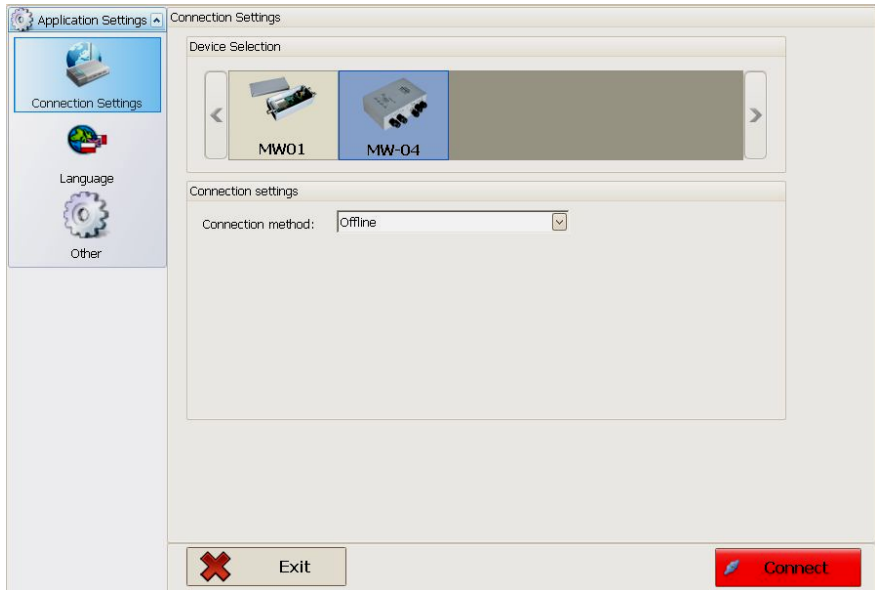 Application Settings
Connection Settings
Language
Other
Connection Settings
Device Selection
MW01
MW-04
Connection settings
Connection method:
Offline
Exit
Connect